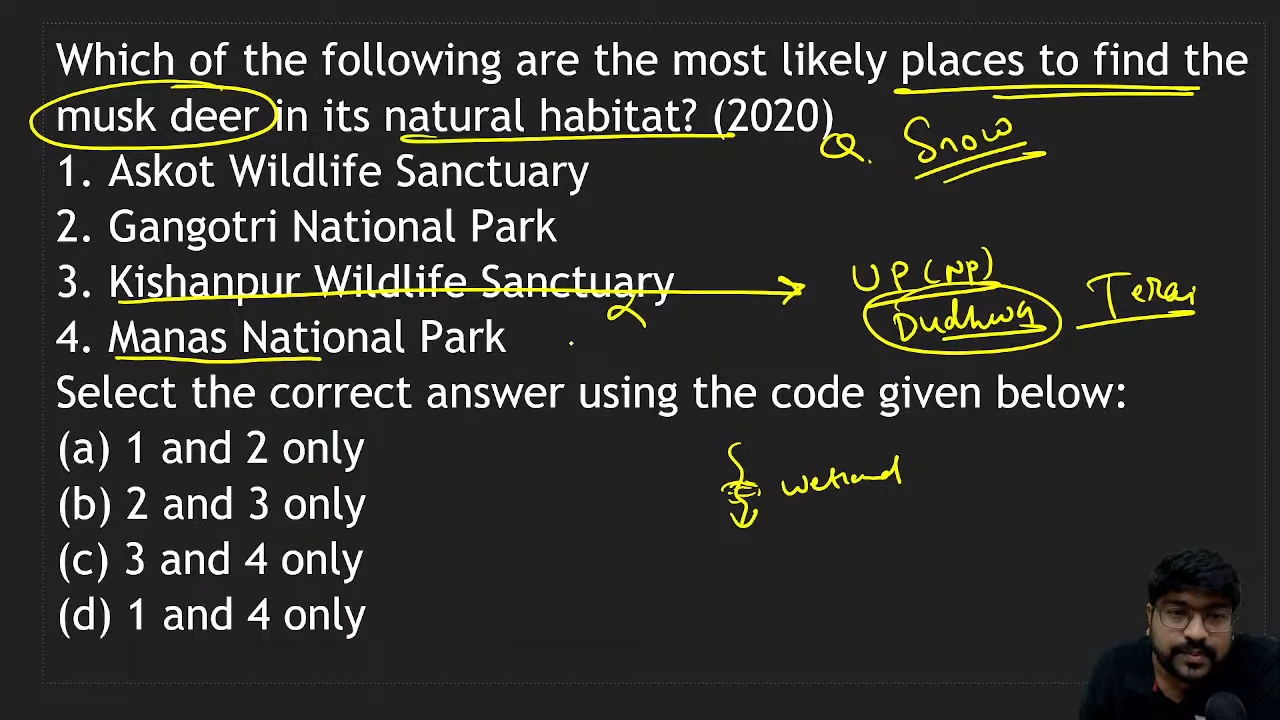 Which of the following are the most likely places to find the
musk deer in its natural habitat? (2020)
Q. Snow
1. Askot Wildlife Sanctuary
2. Gangotri National Park
3. Kishanpur Wildlife Sanctuary
UP (NP)
Dudhwa
Terai
4. Manas National Park
Select the correct answer using the code given below:
(a) 1 and 2 only
wetland
(b) 2 and 3 only
(c) 3 and 4 only
(d) 1 and 4 only